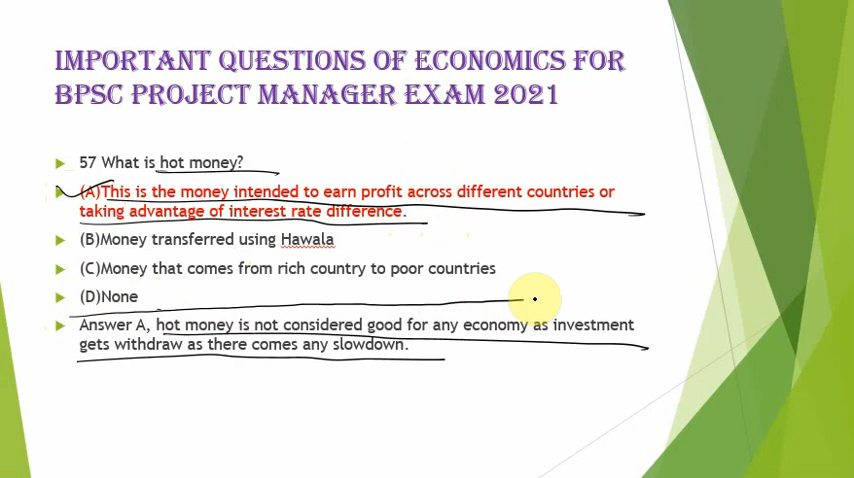 IMPORTANT QUESTIONS OF ECONOMICS FOR
BPSC PROJECT MANAGER EXAM 2021
57 What is hot money?
(A)This is the money intended to earn profit across different countries or
taking advantage of interest rate difference.
(B)Money transferred using Hawala
(C)Money that comes from rich country to poor countries
(D)None
Answer A, hot money is not considered good for any economy as investment
gets withdraw as there comes any slowdown.